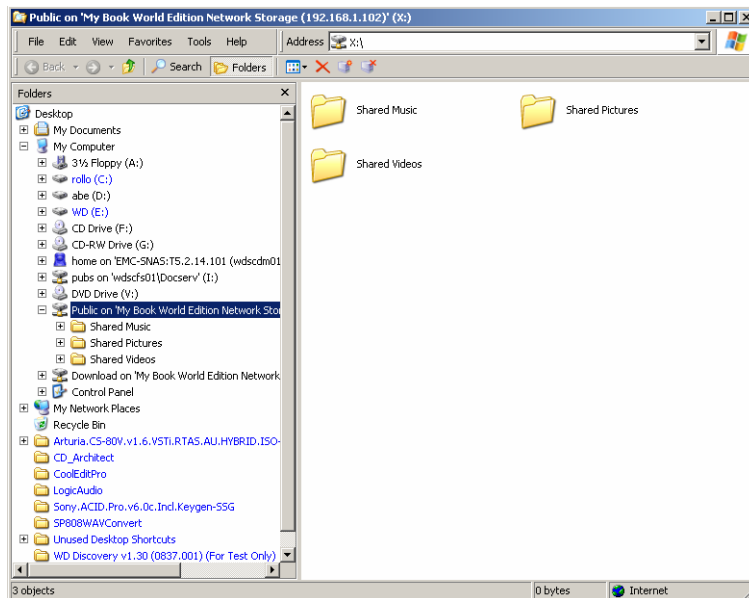 Public on 'My Book World Edition Network Storage (192.168.1.102)' (X:)
File Edit View Favorites Tools Help Address X:\
Back Search Folders
Folders
Desktop
My Documents
My Computer
3½ Floppy (A:)
rollo (C:)
abe (D:)
WD (E:)
CD Drive (F:)
CD-RW Drive (G:)
home on 'EMC-SNAS:T5.2.14.101 (wdscdm01
pubs on 'wdscfs01\Docserv' (I:)
DVD Drive (V:)
Public on 'My Book World Edition Network Sto
Shared Music
Shared Pictures
Shared Videos
Download on 'My Book World Edition Network
Control Panel
My Network Places
Recycle Bin
Arturia.CS-80V.v1.6.VSTi.RTAS.AU.HYBRID.ISO-
CD_Architect
CoolEditPro
LogicAudio
Sony.ACID.Pro.v6.0c.Incl.Keygen-SSG
SP808WAVConvert
Unused Desktop Shortcuts
WD Discovery v1.30 (0837.001) (For Test Only)
Shared Music Shared Pictures
Shared Videos
3 objects 0 bytes Internet